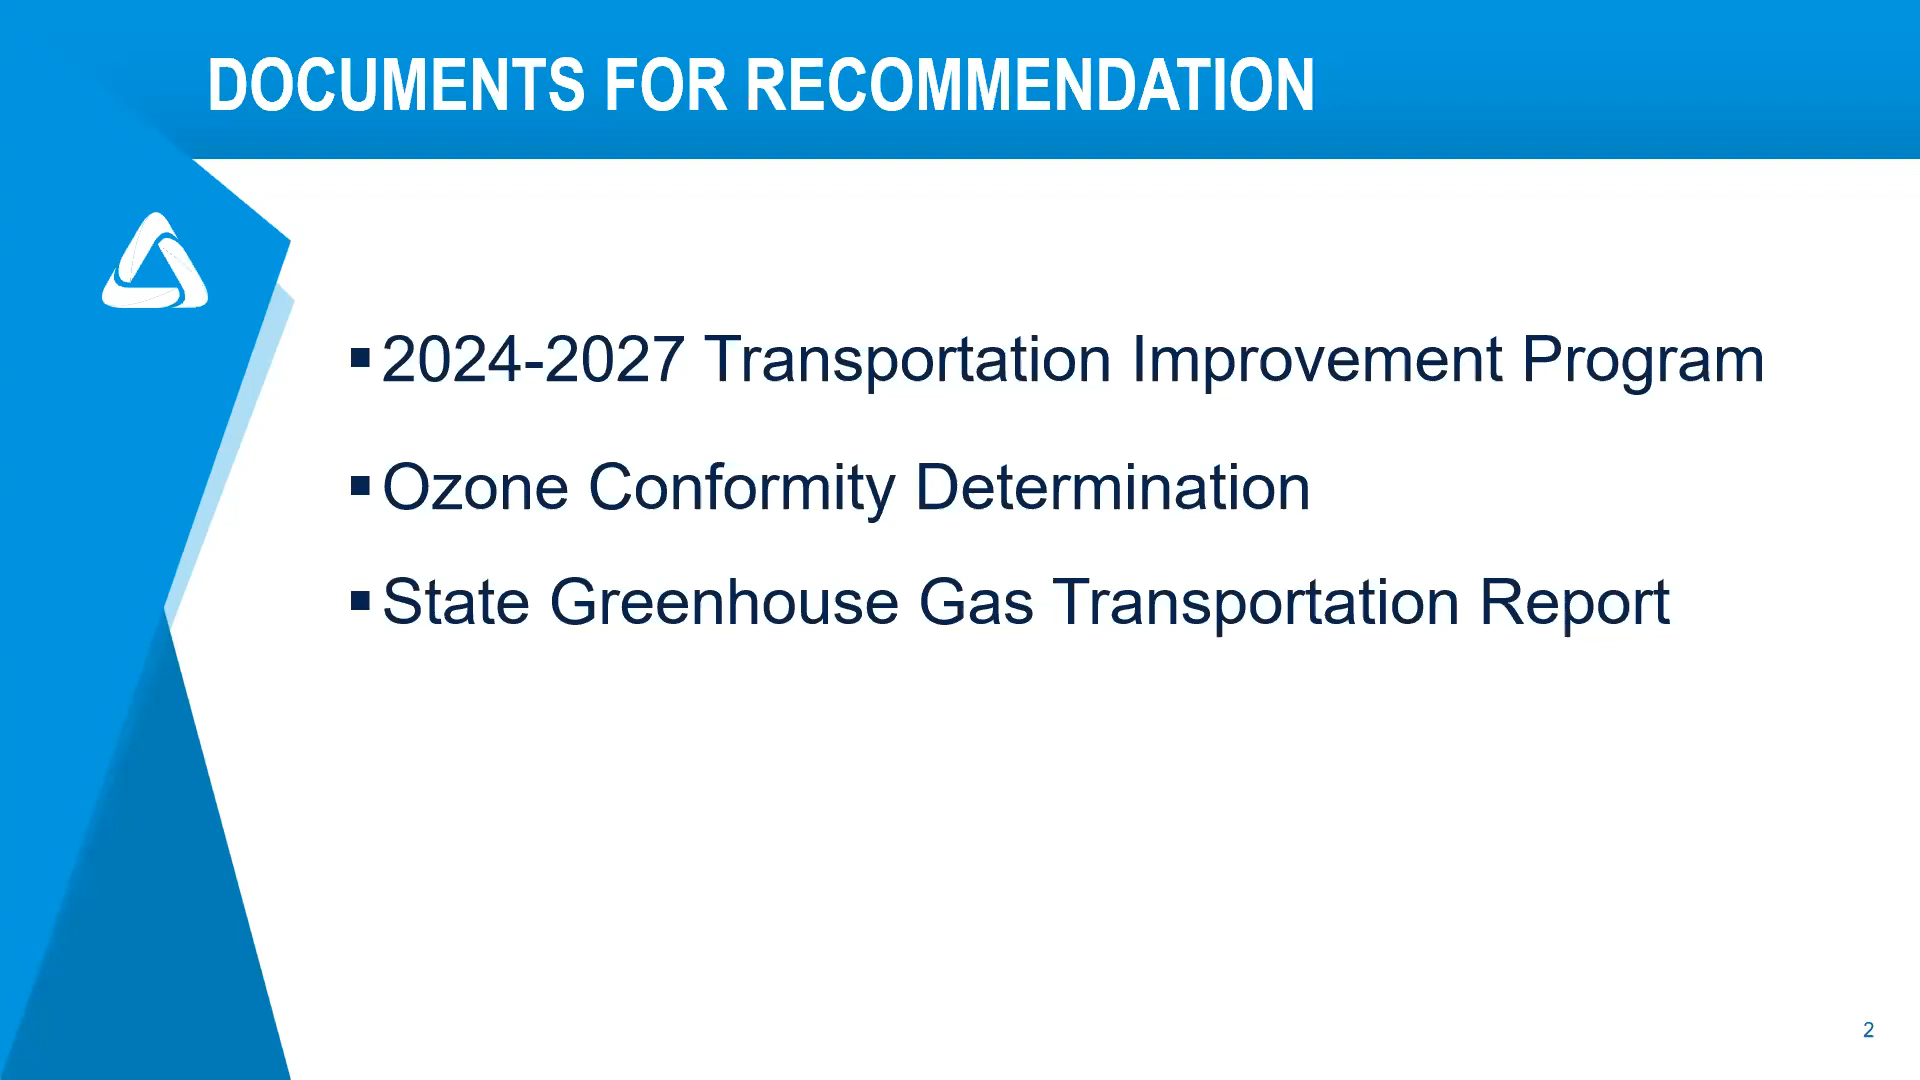 DOCUMENTS FOR RECOMMENDATION
▪2024-2027 Transportation Improvement Program
▪Ozone Conformity Determination
▪State Greenhouse Gas Transportation Report
2